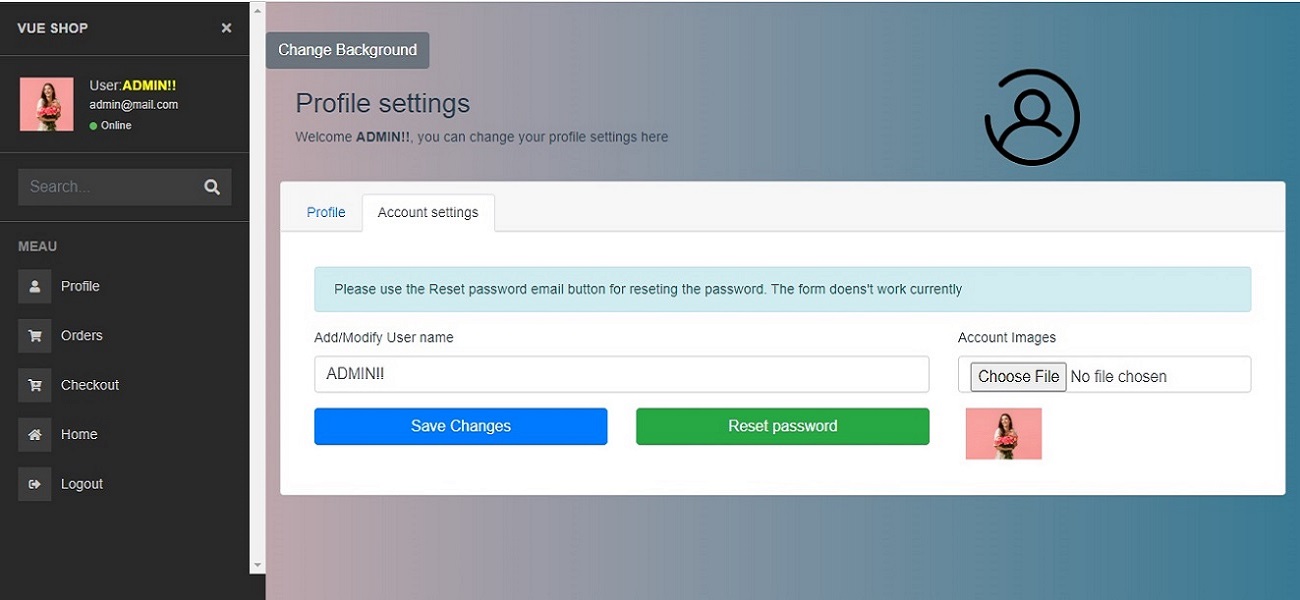 VUE SHOP ×
User:ADMIN!!
admin@mail.com
Online
Search...
MEAU
Profile
Orders
Checkout
Home
Logout
Change Background
Profile settings
Welcome ADMIN!!, you can change your profile settings here
Profile
Account settings
Please use the Reset password email button for reseting the password. The form doens't work currently
Add/Modify User name
ADMIN!!
Save Changes
Reset password
Account Images
Choose File No file chosen